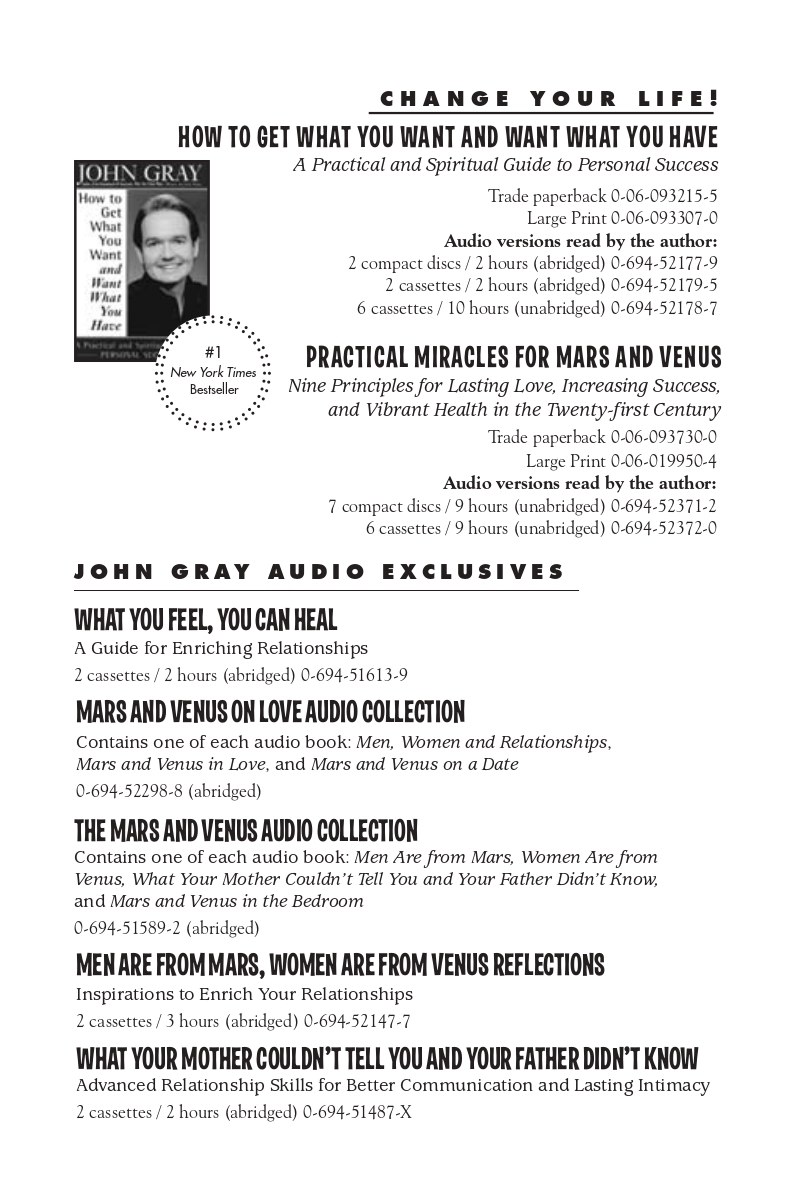 CHANGE YOUR LIFE!
HOW TO GET WHAT YOU WANT AND WANT WHAT YOU HAVE
A Practical and Spiritual Guide to Personal Success
JOHN GRAY
How to
Get
What
You
Want
and
Want
What
You
Have
Trade paperback 0-06-093215-5
Large Print 0-06-093307-0
Audio versions read by the author:
2 compact discs / 2 hours (abridged) 0-694-52177-9
2 cassettes / 2 hours (abridged) 0-694-52179-5
6 cassettes / 10 hours (unabridged) 0-694-52178-7
#1
New York Times
Bestseller
PRACTICAL MIRACLES FOR MARS AND VENUS
Nine Principles for Lasting Love, Increasing Success,
and Vibrant Health in the Twenty-first Century
Trade paperback 0-06-093730-0
Large Print 0-06-019950-4
Audio versions read by the author:
7 compact discs / 9 hours (unabridged) 0-694-52371-2
6 cassettes / 9 hours (unabridged) 0-694-52372-0
JOHN GRAY AUDIO EXCLUSIVES
WHAT YOU FEEL, YOU CAN HEAL
A Guide for Enriching Relationships
2 cassettes / 2 hours (abridged) 0-694-51613-9
MARS AND VENUS ON LOVE AUDIO COLLECTION
Contains one of each audio book: Men, Women and Relationships,
Mars and Venus in Love, and Mars and Venus on a Date
0-694-52298-8 (abridged)
THE MARS AND VENUS AUDIO COLLECTION
Contains one of each audio book: Men Are from Mars, Women Are from
Venus, What Your Mother Couldn't Tell You and Your Father Didn't Know,
and Mars and Venus in the Bedroom
0-694-51589-2 (abridged)
MEN ARE FROM MARS, WOMEN ARE FROM VENUS REFLECTIONS
Inspirations to Enrich Your Relationships
2 cassettes / 3 hours (abridged) 0-694-52147-7
WHAT YOUR MOTHER COULDN'T TELL YOU AND YOUR FATHER DIDN'T KNOW
Advanced Relationship Skills for Better Communication and Lasting Intimacy
2 cassettes / 2 hours (abridged) 0-694-51487-X